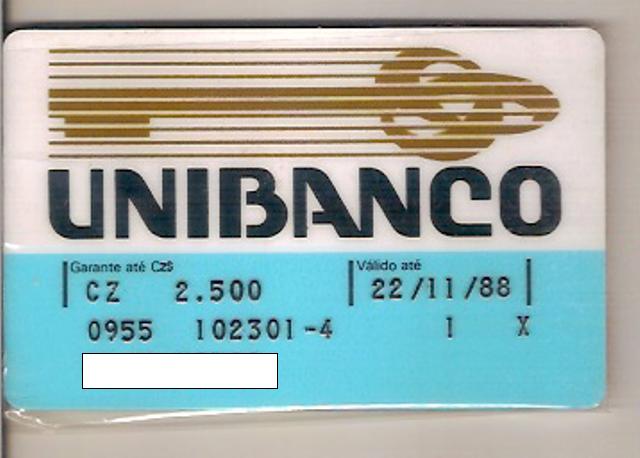 UNIBANCO
Garante até Cz$ Válido até
CZ 2.500 22/11/88
0955 102301-4 1 X